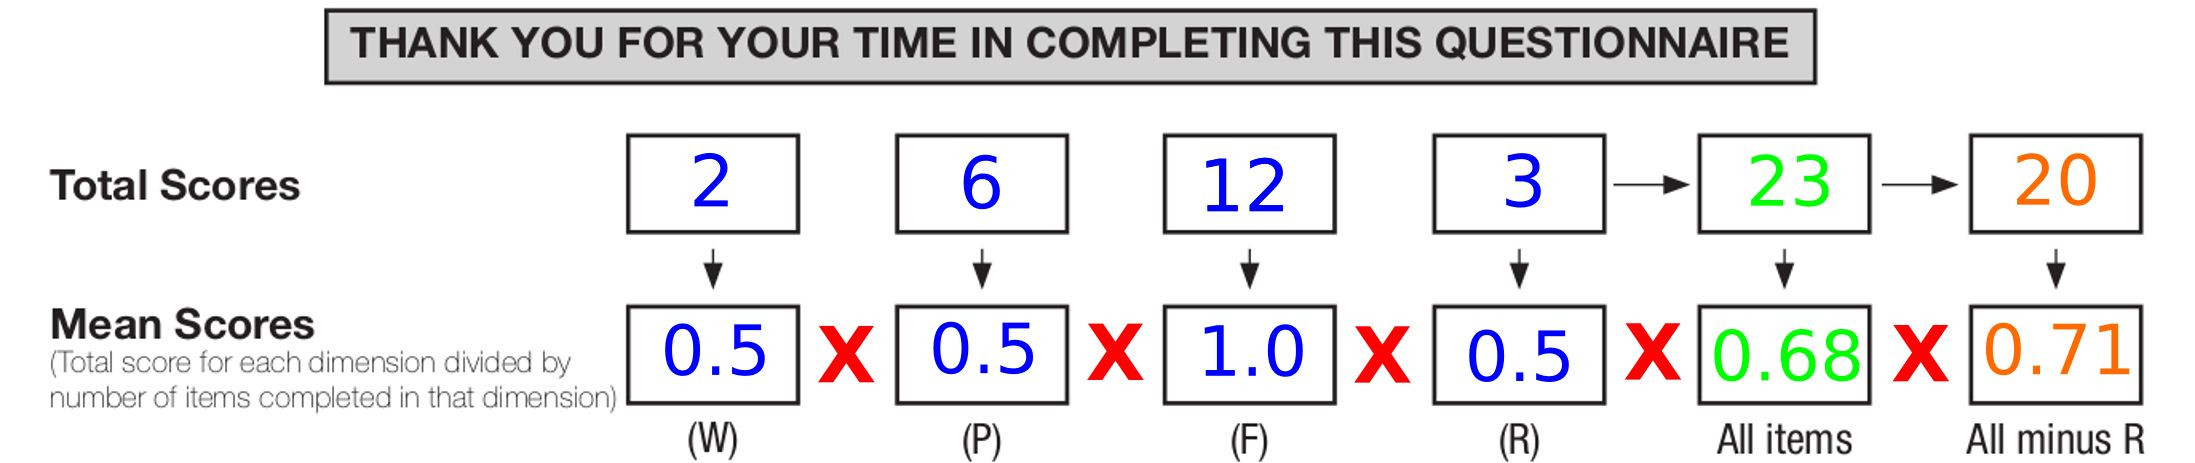 THANK YOU FOR YOUR TIME IN COMPLETING THIS QUESTIONNAIRE
Total Scores 2 6 12 3 23 20
Mean Scores
(Total score for each dimension divided by
number of items completed in that dimension)
0.5 X 0.5 X 1.0 X 0.5 X 0.68 X 0.71
(W) (P) (F) (R) All items All minus R